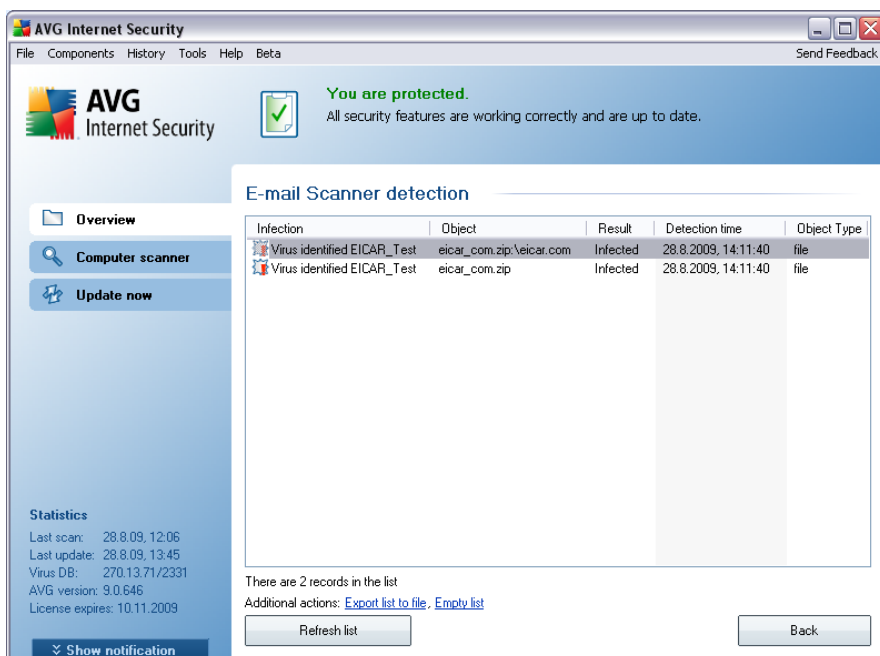 AVG Internet Security
File Components History Tools Help Beta
Send Feedback
AVG
Internet Security
You are protected.
All security features are working correctly and are up to date.
Overview
Computer scanner
Update now
E-mail Scanner detection
Infection Object Result Detection time Object Type
Virus identified EICAR_Test eicar_com.zip:\eicar.com Infected 28.8.2009, 14:11:40 file
Virus identified EICAR_Test eicar_com.zip Infected 28.8.2009, 14:11:40 file
Statistics
Last scan: 28.8.09, 12:06
Last update: 28.8.09, 13:45
Virus DB: 270.13.71/2331
AVG version: 9.0.646
License expires: 10.11.2009
Show notification
There are 2 records in the list
Additional actions: Export list to file, Empty list
Refresh list
Back